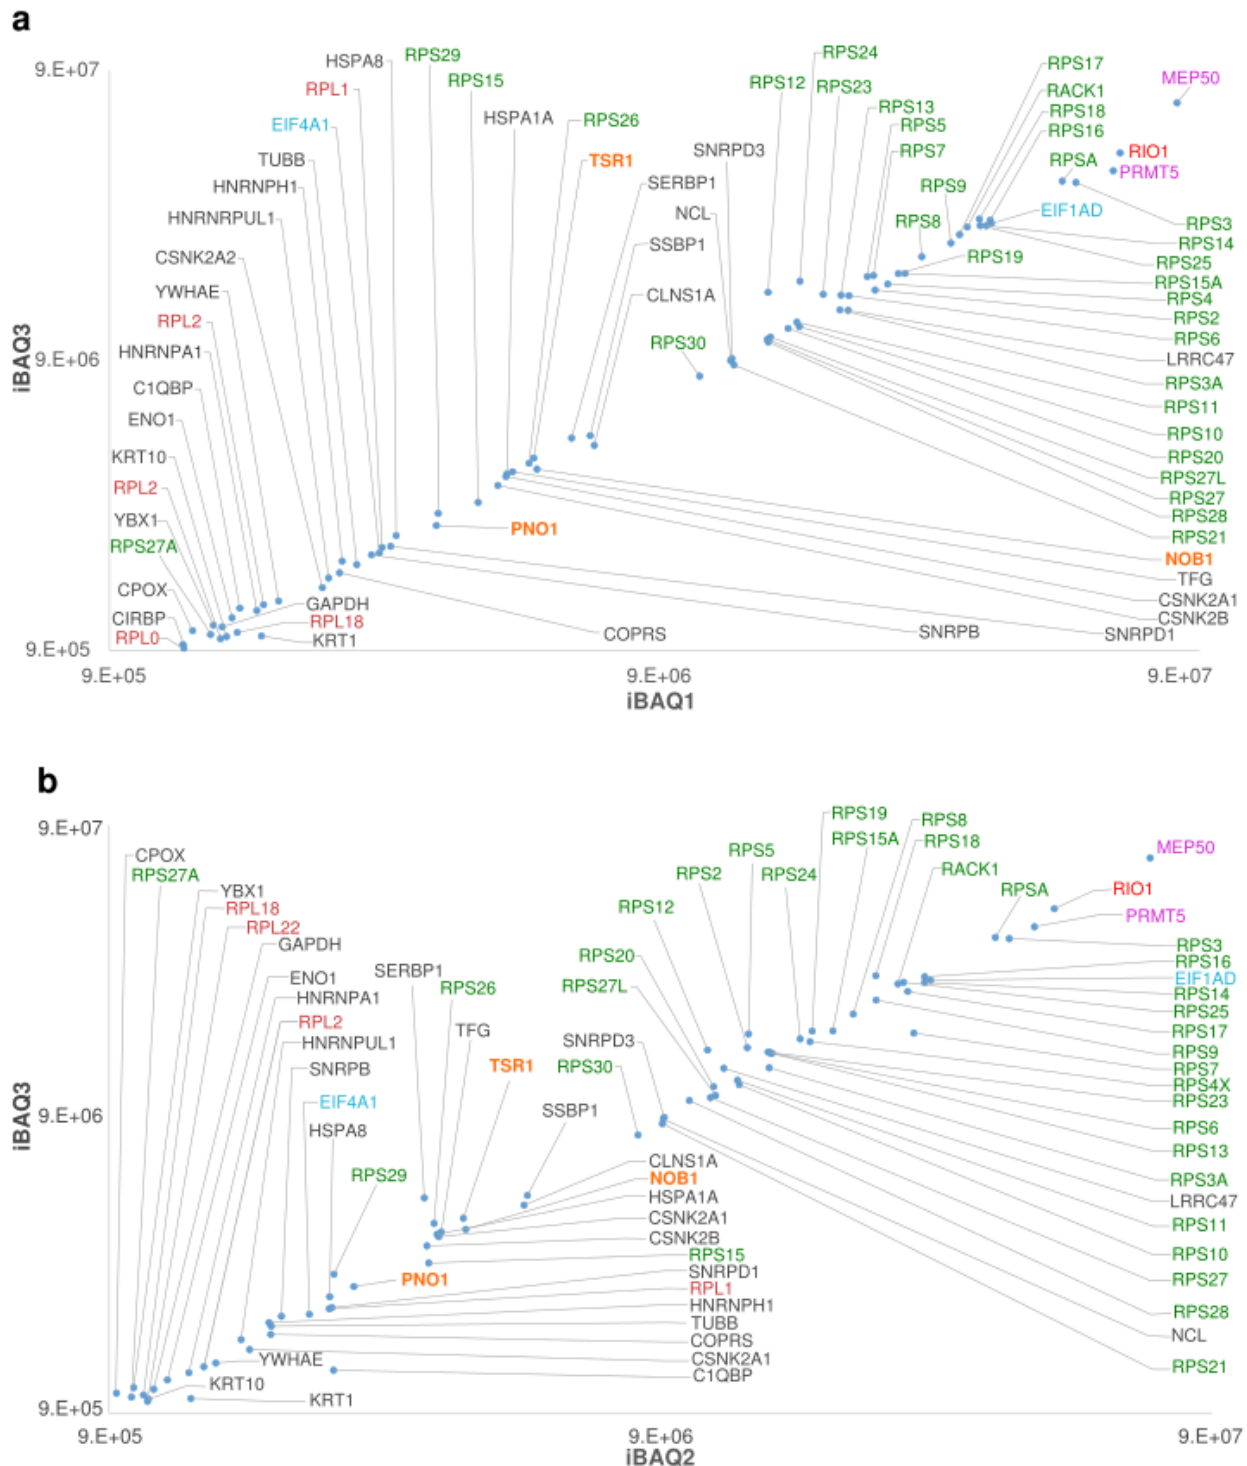 a
9.E+07
9.E+06
9.E+05
iBAQ3
HSPA8
RPS29
RPL1
RPS15
EIF4A1
HSPA1A
RPS26
TUBB
TSR1
HNRNPH1
SERBP1
HNRNRPUL1
NCL
SNRPD3
CSNK2A2
SSBP1
YWHAE
CLNS1A
RPL2
RPS30
HNRNPA1
C1QBP
ENO1
KRT10
RPL2
YBX1
RPS27A
CPOX
CIRBP
RPL0
GAPDH
RPL18
KRT1
PNO1
COPRS
SNRPB
SNRPD1
RPS24
RPS12
RPS23
RPS13
RPS5
RPS7
RPS9
RPS8
RPS19
RPS17
RACK1
RPS18
RPS16
RPSA
MEP50
RIO1
PRMT5
EIF1AD
RPS3
RPS14
RPS25
RPS15A
RPS4
RPS2
RPS6
LRRC47
RPS3A
RPS11
RPS10
RPS20
RPS27L
RPS27
RPS28
RPS21
NOB1
TFG
CSNK2A1
CSNK2B
9.E+05
9.E+06
9.E+07
iBAQ1
b
9.E+07
9.E+06
9.E+05
iBAQ3
CPOX
RPS27A
YBX1
RPL18
RPL22
GAPDH
ENO1
HNRNPA1
RPL2
HNRNPUL1
SNRPB
EIF4A1
HSPA8
RPS29
SERBP1
RPS26
TFG
TSR1
SSBP1
SNRPD3
RPS30
RPS27L
RPS20
RPS12
RPS2
RPS5
RPS24
RPS19
RPS15A
RPS8
RPS18
RACK1
RPSA
MEP50
RIO1
PRMT5
RPS3
RPS16
EIF1AD
RPS14
RPS25
RPS17
RPS9
RPS7
RPS4X
RPS23
RPS6
RPS13
RPS3A
LRRC47
RPS11
RPS10
RPS27
RPS28
NCL
RPS21
CLNS1A
NOB1
HSPA1A
CSNK2A1
CSNK2B
RPS15
SNRPD1
RPL1
HNRNPH1
TUBB
COPRS
CSNK2A1
C1QBP
PNO1
YWHAE
KRT10
KRT1
9.E+05
9.E+06
9.E+07
iBAQ2